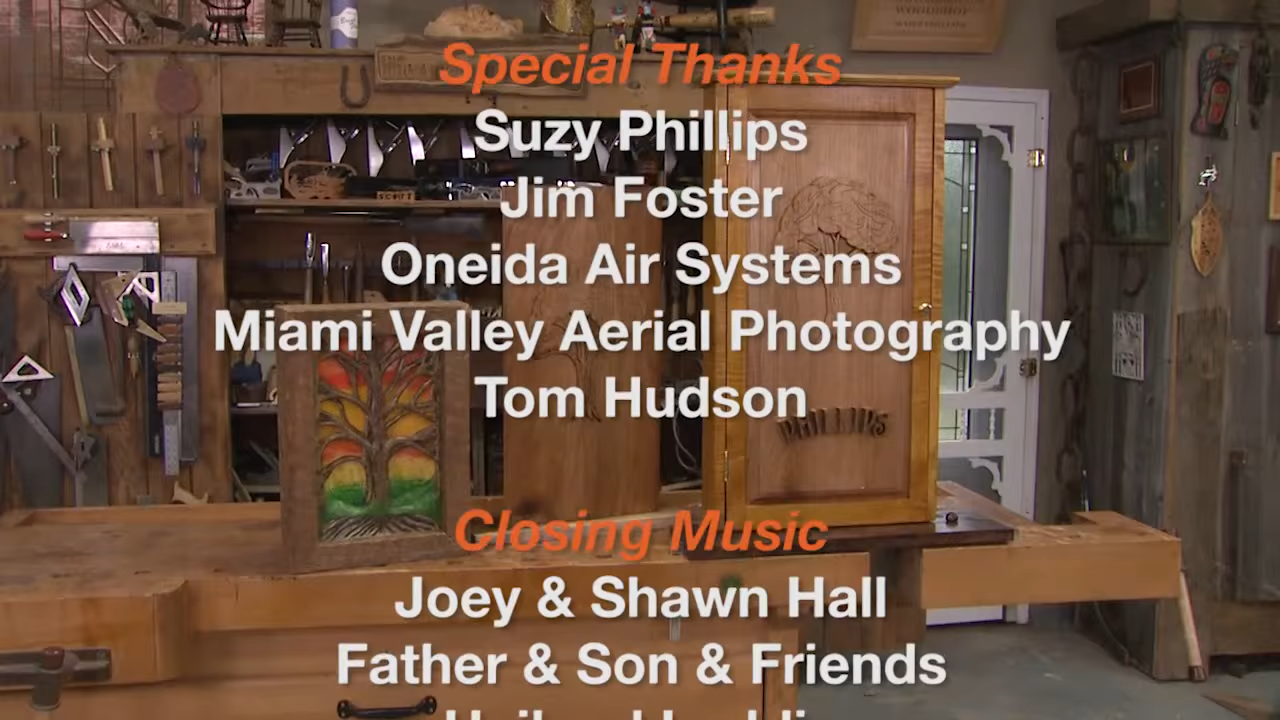 Special Thanks
Suzy Phillips
Jim Foster
Oneida Air Systems
Miami Valley Aerial Photography
Tom Hudson
PHILLIPS
Closing Music
Joey & Shawn Hall
Father & Son & Friends